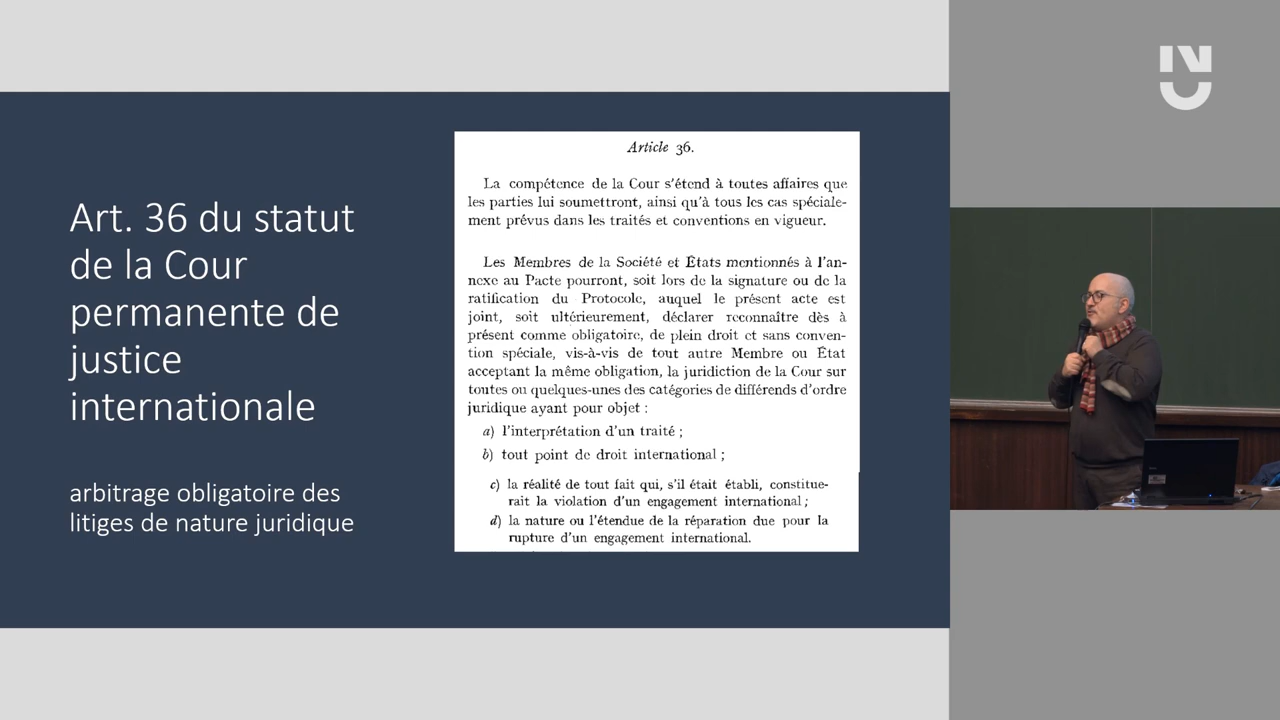 Art. 36 du statut
de la Cour
permanente de
justice
internationale
arbitrage obligatoire des
litiges de nature juridique
Article 36.
La compétence de la Cour s'étend à toutes affaires que
les parties lui soumettront, ainsi qu'à tous les cas spéciale-
ment prévus dans les traités et conventions en vigueur.
Les Membres de la Société et États mentionnés à l'an-
nexe au Pacte pourront, soit lors de la signature ou de la
ratification du Protocole, auquel le présent acte est
joint, soit ultérieurement, déclarer reconnaître dès à
présent comme obligatoire, de plein droit et sans conven-
tion spéciale, vis-à-vis de tout autre Membre ou État
acceptant la même obligation, la juridiction de la Cour sur
toutes ou quelques-unes des catégories de différends d'ordre
juridique ayant pour objet :
a) l'interprétation d'un traité ;
b) tout point de droit international ;
c) la réalité de tout fait qui, s'il était établi, constitue-
rait la violation d'un engagement international ;
d) la nature ou l'étendue de la réparation due pour la
rupture d'un engagement international.
NU